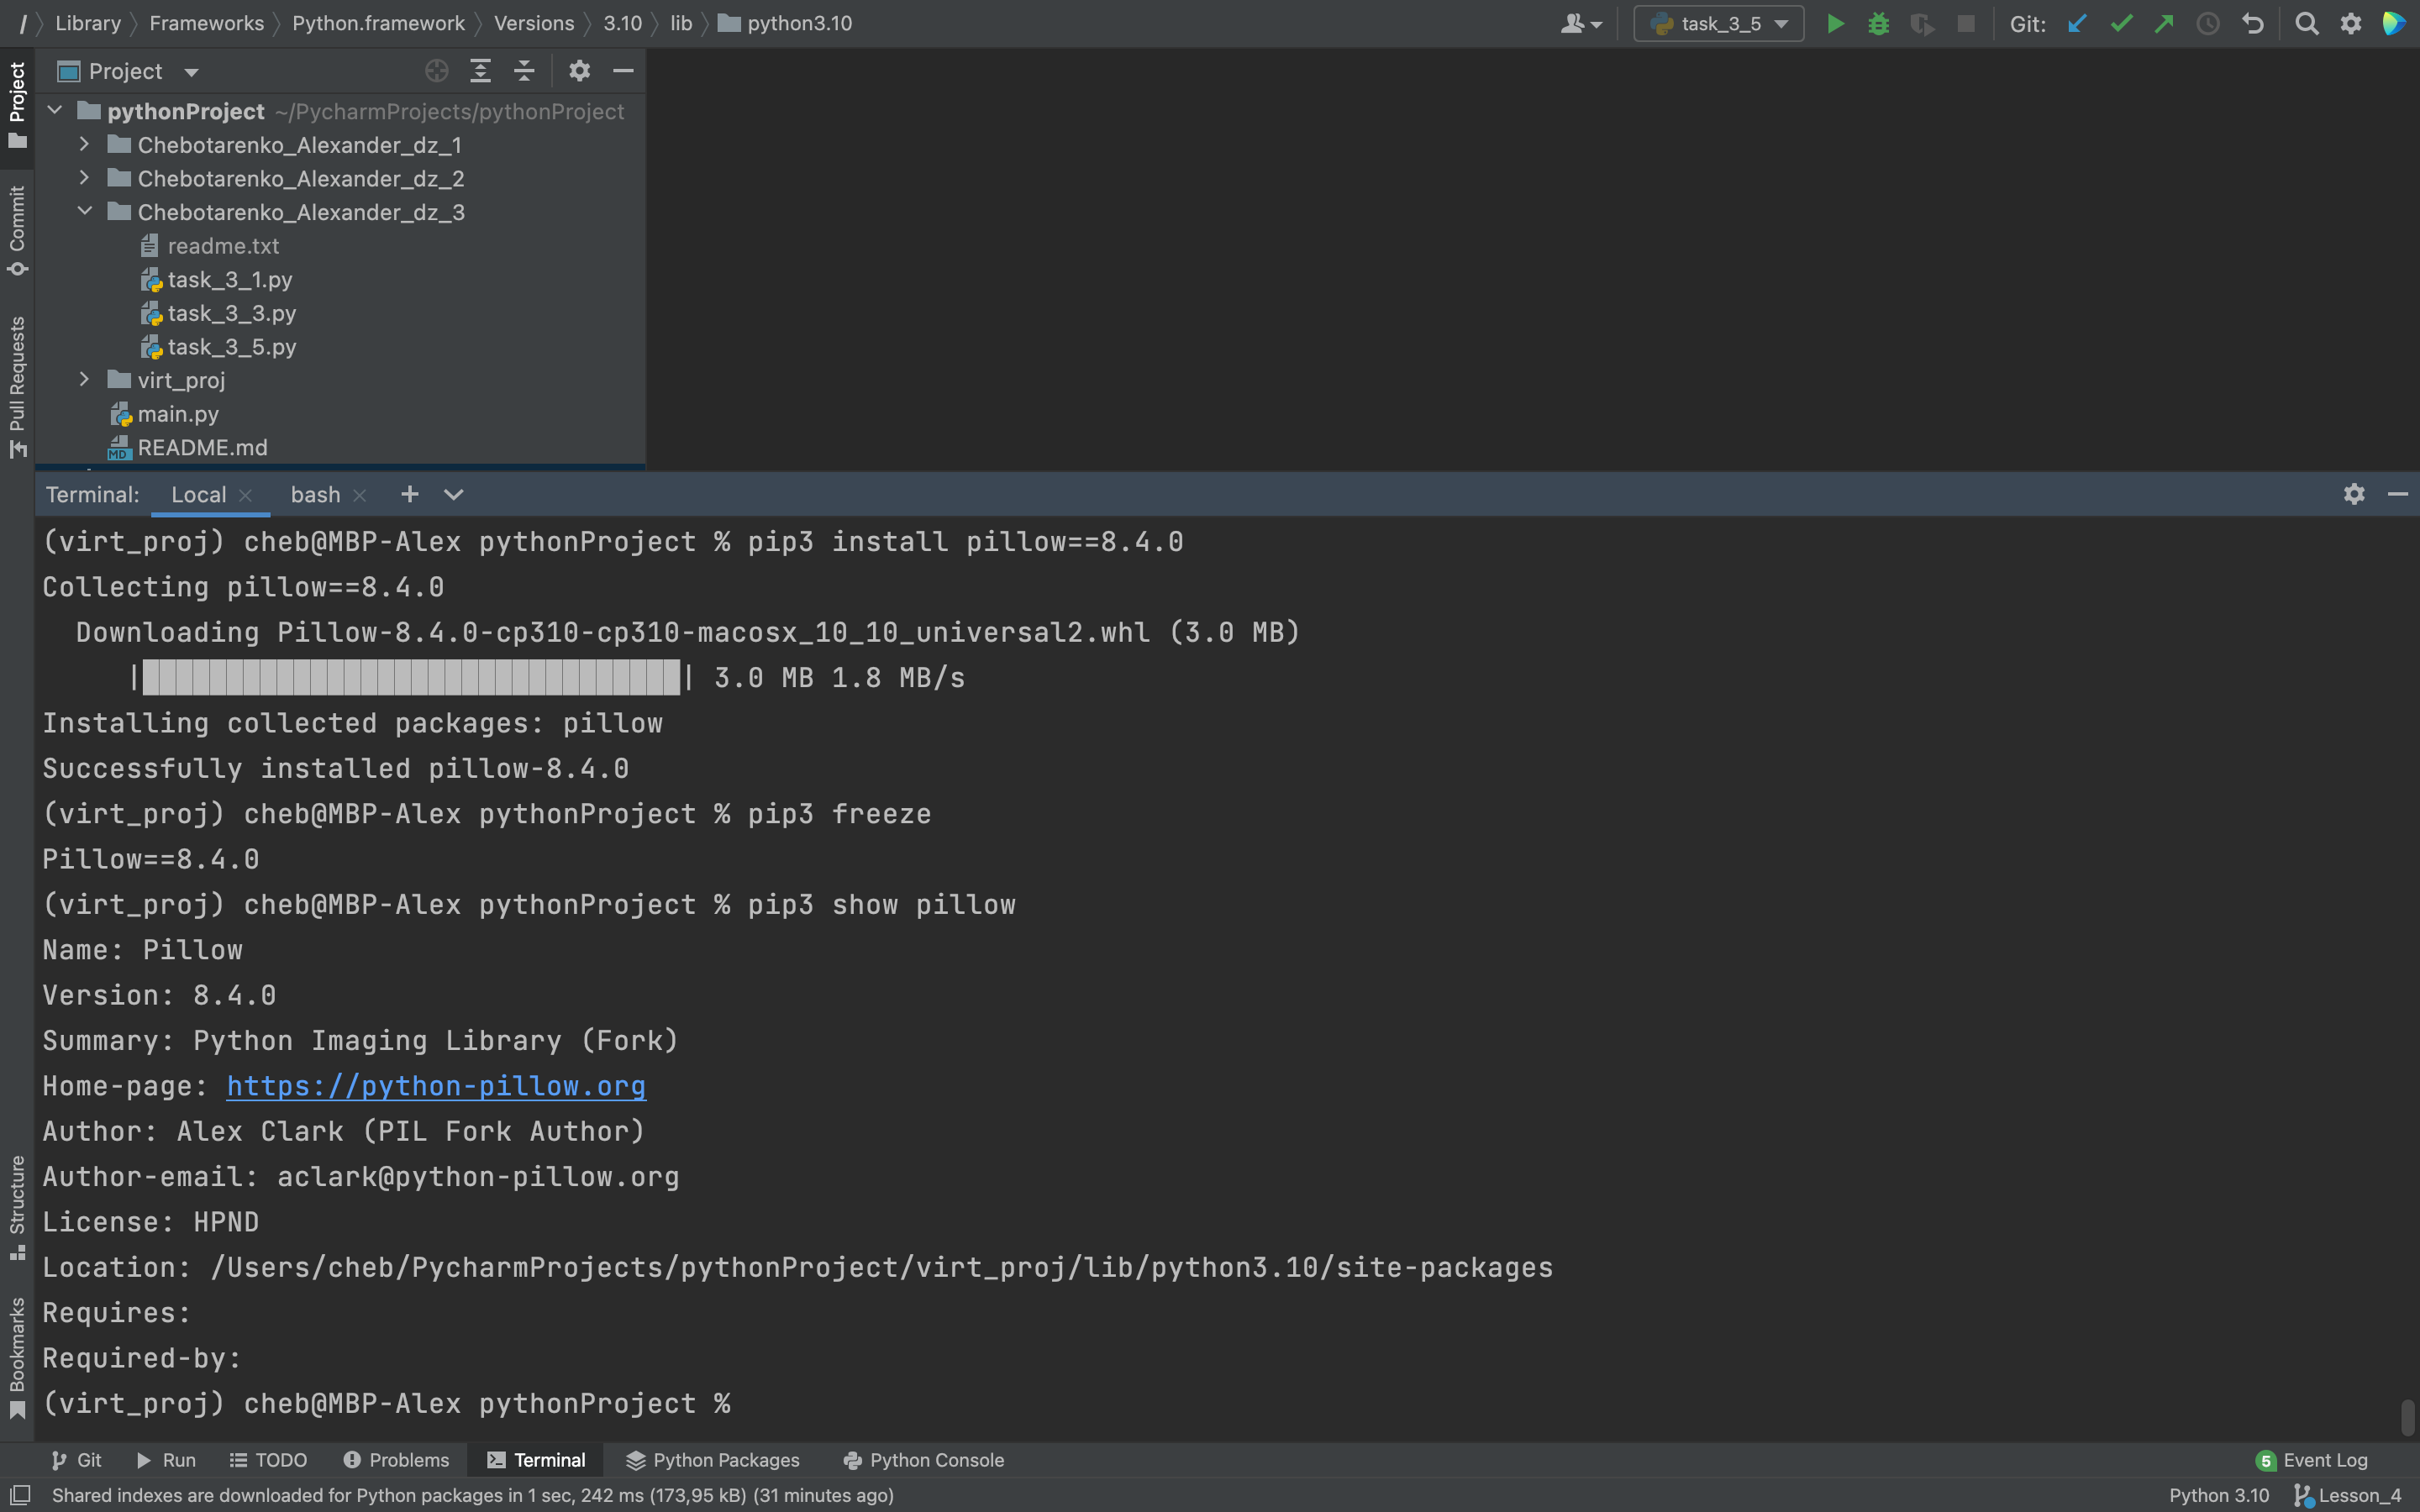 / Library Frameworks Python.framework Versions 3.10 lib python3.10
task_3_5
Git:
Project
Project
pythonProject ~/PycharmProjects/pythonProject
Chebotarenko_Alexander_dz_1
Chebotarenko_Alexander_dz_2
Chebotarenko_Alexander_dz_3
readme.txt
task_3_1.py
task_3_3.py
task_3_5.py
virt_proj
main.py
MD README.md
Commit
Pull Requests
Terminal: Local bash
(virt_proj) cheb@MBP-Alex pythonProject % pip3 install pillow==8.4.0
Collecting pillow==8.4.0
Downloading Pillow-8.4.0-cp310-cp310-macosx_10_10_universal2.whl (3.0 MB)
|████████████████████████████████| 3.0 MB 1.8 MB/s
Installing collected packages: pillow
Successfully installed pillow-8.4.0
(virt_proj) cheb@MBP-Alex pythonProject % pip3 freeze
Pillow==8.4.0
(virt_proj) cheb@MBP-Alex pythonProject % pip3 show pillow
Name: Pillow
Version: 8.4.0
Summary: Python Imaging Library (Fork)
Home-page: https://python-pillow.org
Author: Alex Clark (PIL Fork Author)
Author-email: aclark@python-pillow.org
License: HPND
Location: /Users/cheb/PycharmProjects/pythonProject/virt_proj/lib/python3.10/site-packages
Requires:
Required-by:
(virt_proj) cheb@MBP-Alex pythonProject %
Structure
Bookmarks
Git Run TODO Problems Terminal Python Packages Python Console 5 Event Log
Shared indexes are downloaded for Python packages in 1 sec, 242 ms (173,95 kB) (31 minutes ago) Python 3.10 Lesson_4